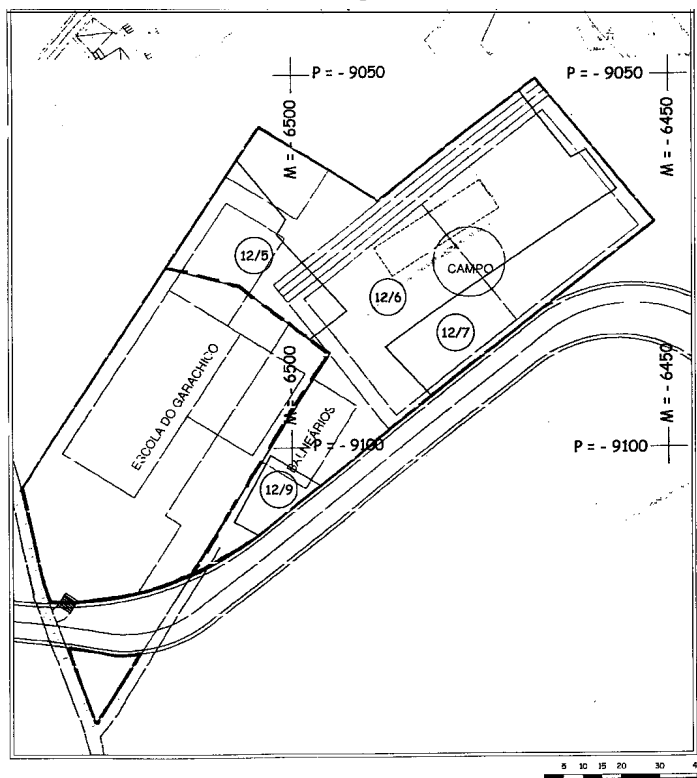 P = - 9050
P = - 9050
M = - 6500
M = - 6450
12/5
CAMPO
12/6
12/7
ESCOLA DO GARACHICO
M = - 6500
M = - 6450
BALNEÁRIOS
P = - 9100
P = - 9100
12/9
5 10 15 20 30